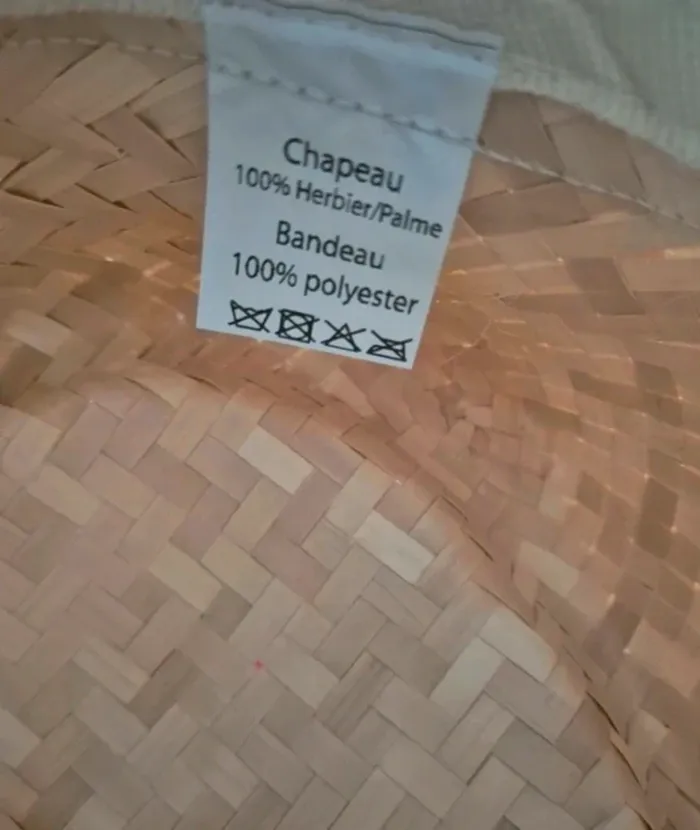 Chapeau
100% Herbier/Palme
Bandeau
100% polyester